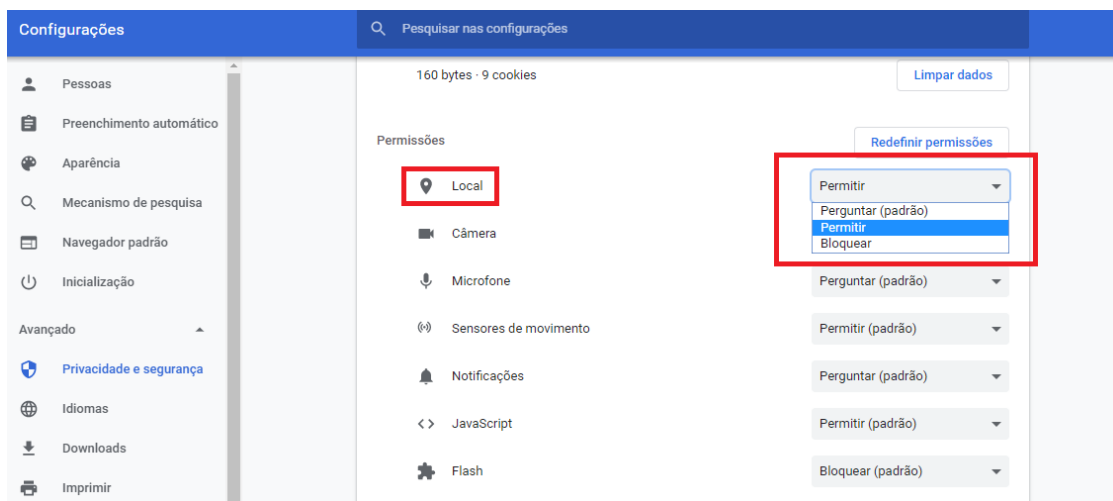 Configurações
Pesquisar nas configurações
Pessoas
Preenchimento automático
Aparência
Mecanismo de pesquisa
Navegador padrão
Inicialização
Avançado
Privacidade e segurança
Idiomas
Downloads
Imprimir
160 bytes · 9 cookies
Limpar dados
Permissões
Redefinir permissões
Local
Permitir
Perguntar (padrão)
Permitir
Bloquear
Câmera
Microfone
Perguntar (padrão)
Sensores de movimento
Permitir (padrão)
Notificações
Perguntar (padrão)
JavaScript
Permitir (padrão)
Flash
Bloquear (padrão)